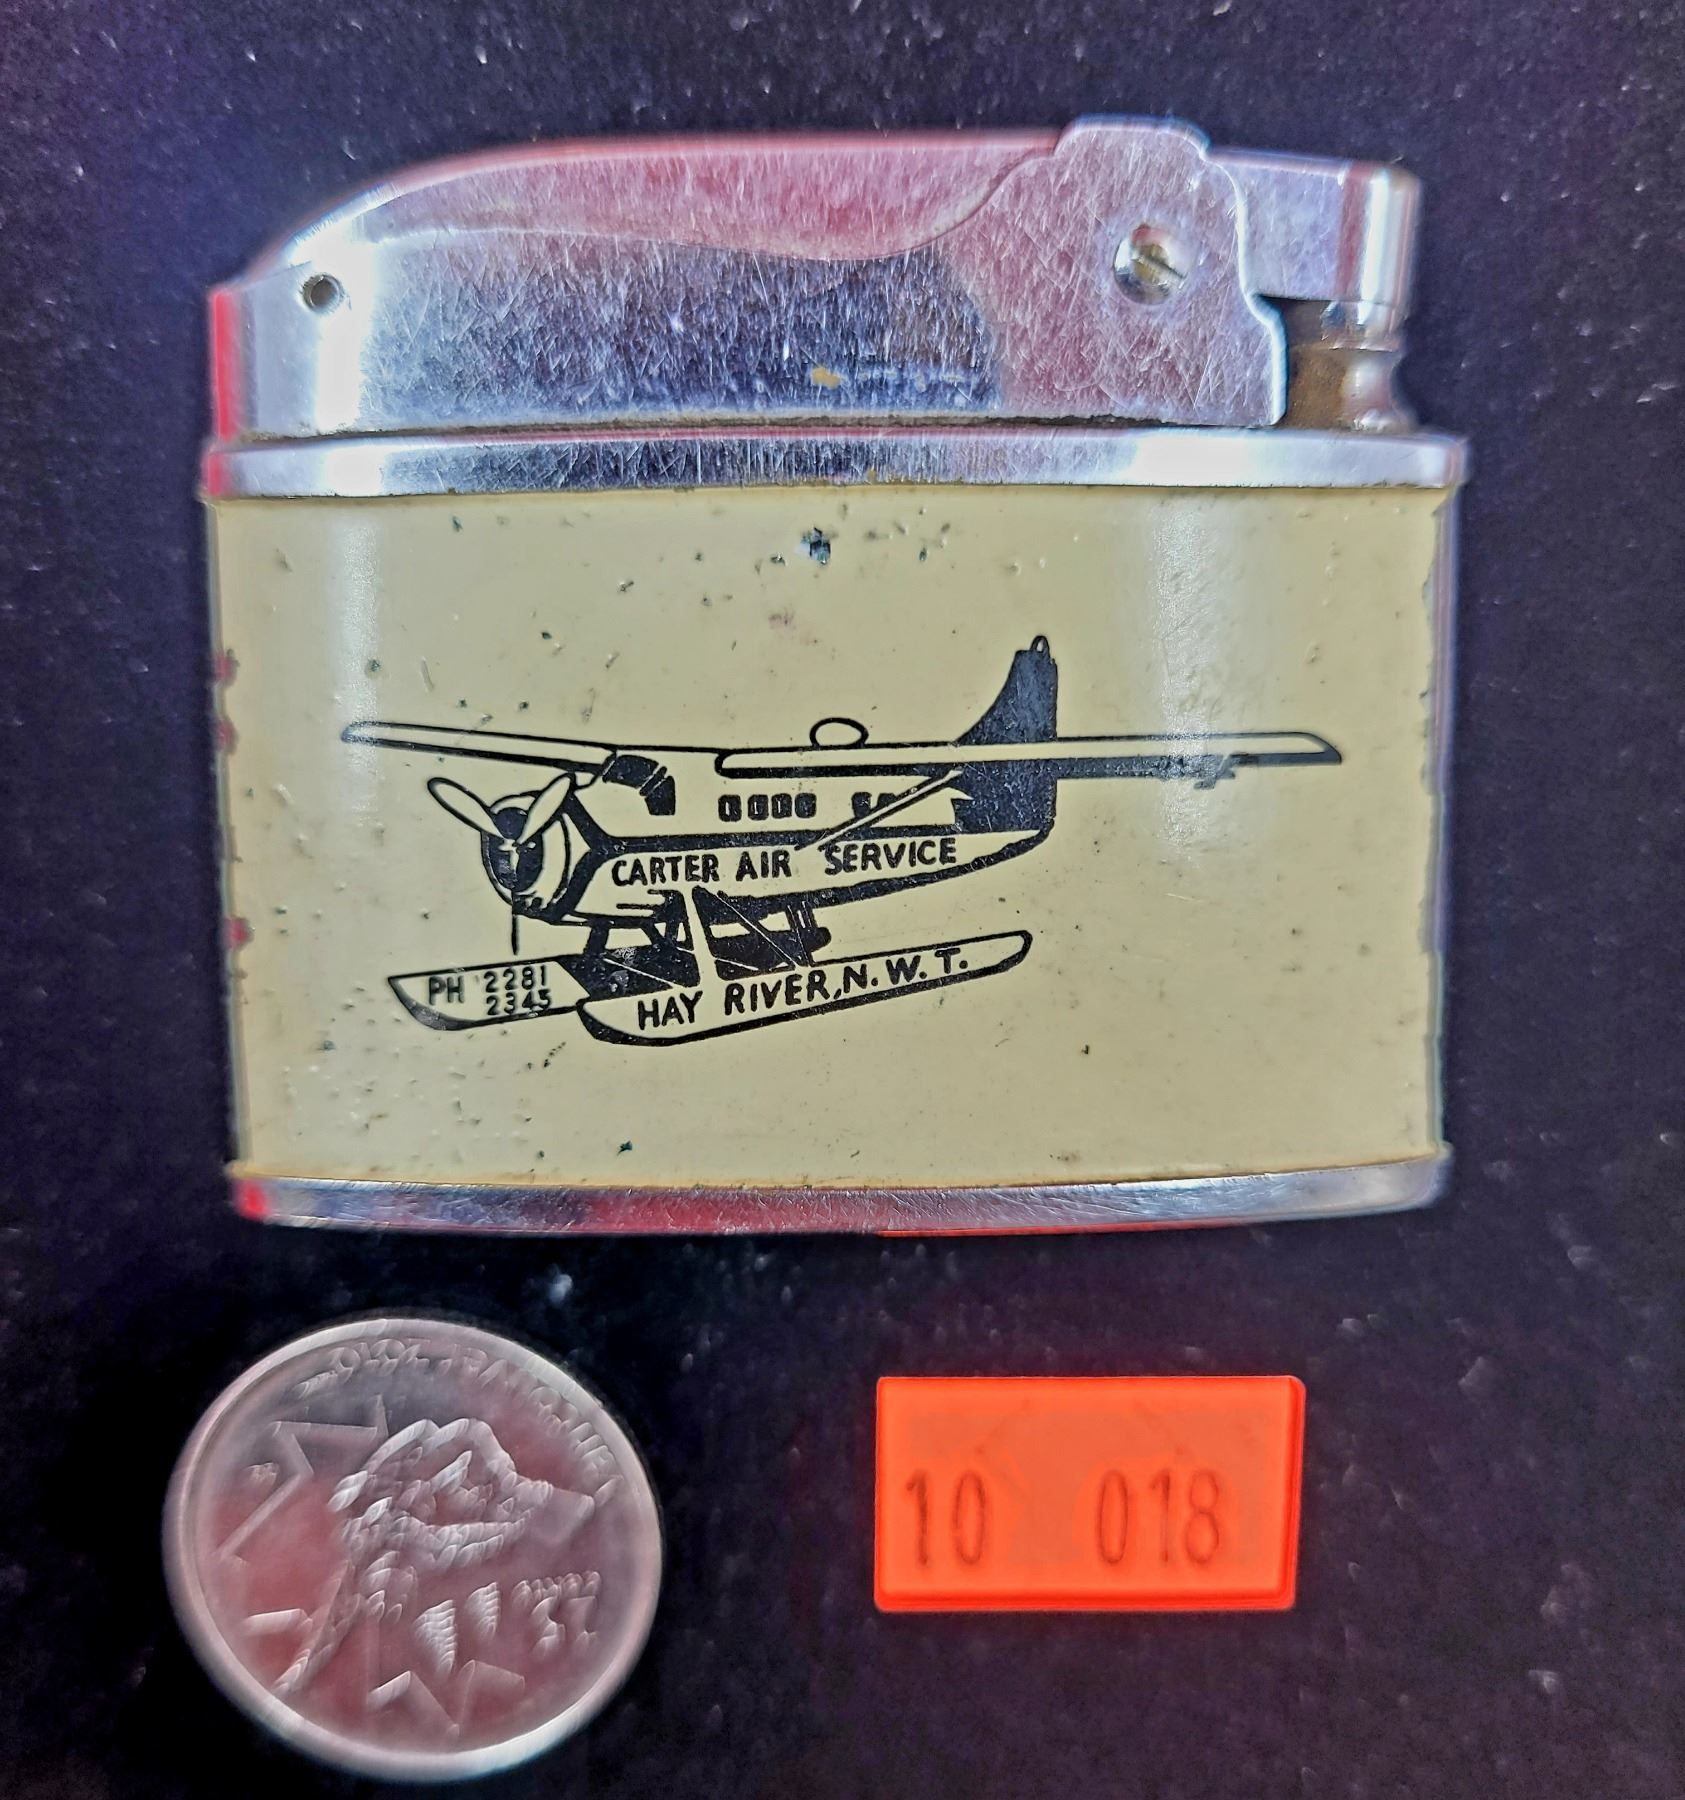 CARTER AIR SERVICE
PH 2281
2345
HAY RIVER, N.W.T.
10 018